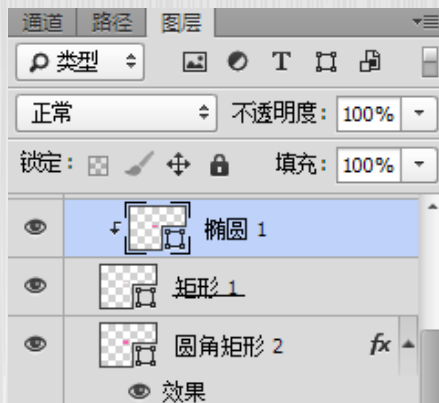 通道 路径 图层
类型
正常 不透明度: 100%
锁定: 填充: 100%
椭圆 1
矩形 1
圆角矩形 2 fx
效果